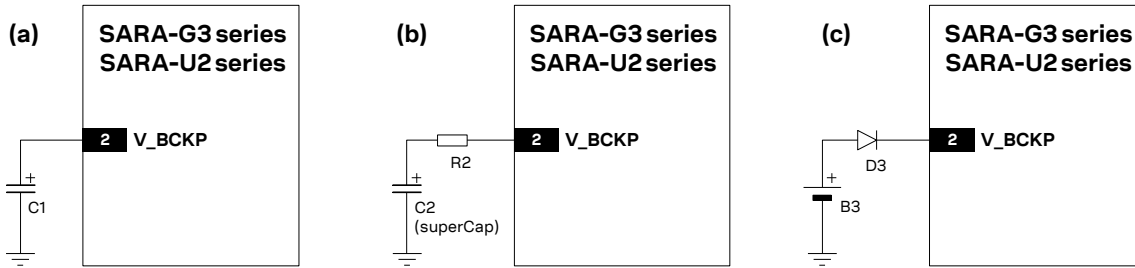 (a)
SARA-G3 series
SARA-U2 series
2 V_BCKP
+
C1
(b)
SARA-G3 series
SARA-U2 series
2 V_BCKP
R2
+
C2
(superCap)
(c)
SARA-G3 series
SARA-U2 series
2 V_BCKP
D3
+
B3